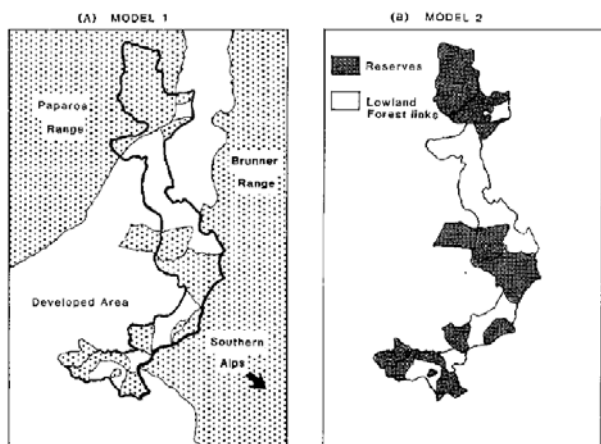 (A) MODEL 1
Paparoa
Range
Brunner
Range
Developed Area
Southern
Alps
(B) MODEL 2
Reserves
Lowland
Forest links